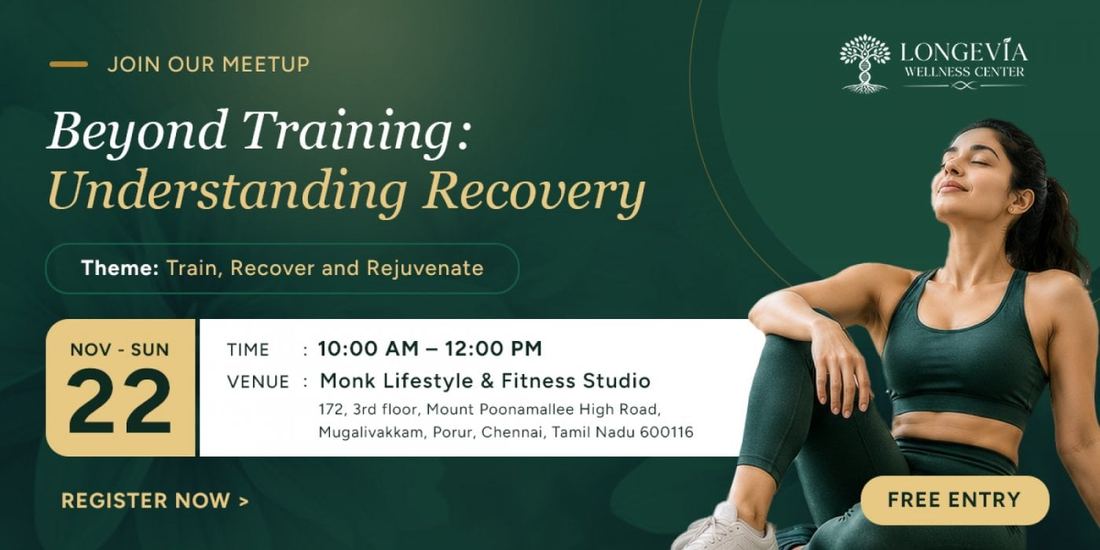 JOIN OUR MEETUP
LONGEVÍA
WELLNESS CENTER
Beyond Training:
Understanding Recovery
Theme: Train, Recover and Rejuvenate
NOV - SUN
22
TIME : 10:00 AM – 12:00 PM
VENUE : Monk Lifestyle & Fitness Studio
172, 3rd floor, Mount Poonamallee High Road,
Mugalivakkam, Porur, Chennai, Tamil Nadu 600116
REGISTER NOW >
FREE ENTRY